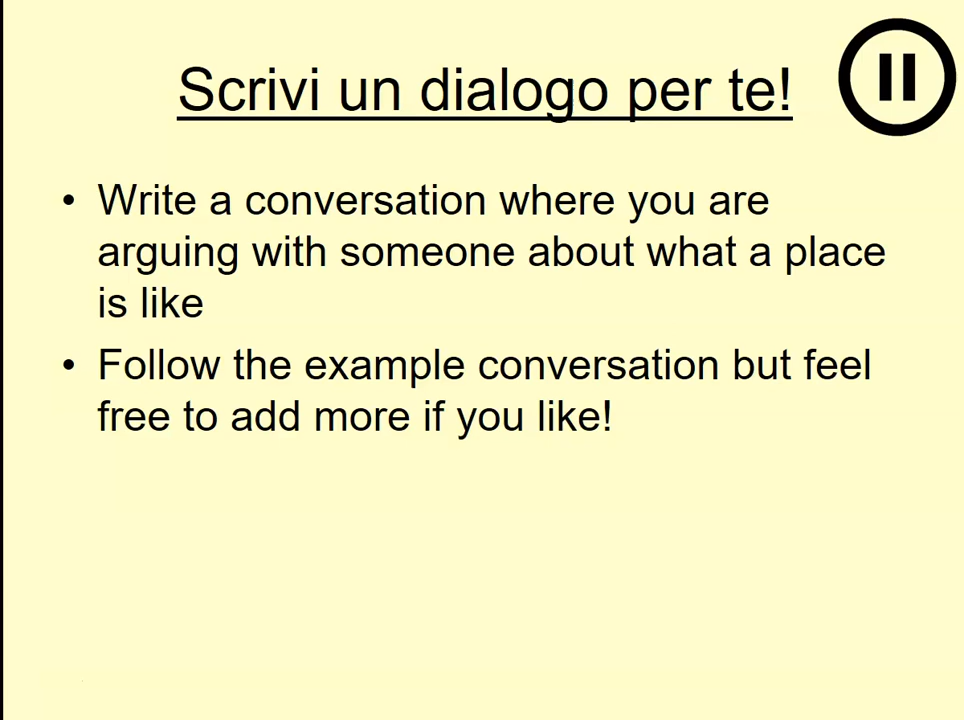 Scrivi un dialogo per te!
• Write a conversation where you are
arguing with someone about what a place
is like
• Follow the example conversation but feel
free to add more if you like!